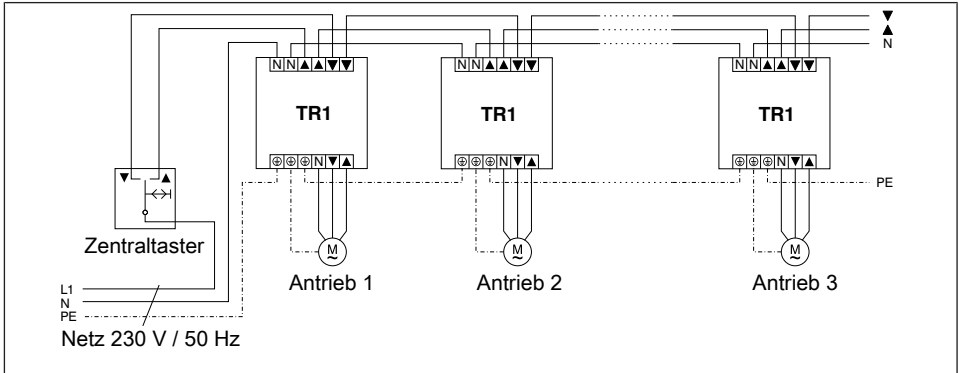 ▼
▲
N
N N ▲ ▲ ▼ ▼
N N ▲ ▲ ▼ ▼
N N ▲ ▲ ▼ ▼
TR1
TR1
TR1
N ▼ ▲
N ▼ ▲
N ▼ ▲
▼ ▲
PE
Zentraltaster
M
~
M
~
M
~
Antrieb 1
Antrieb 2
Antrieb 3
L1
N
PE
Netz 230 V / 50 Hz